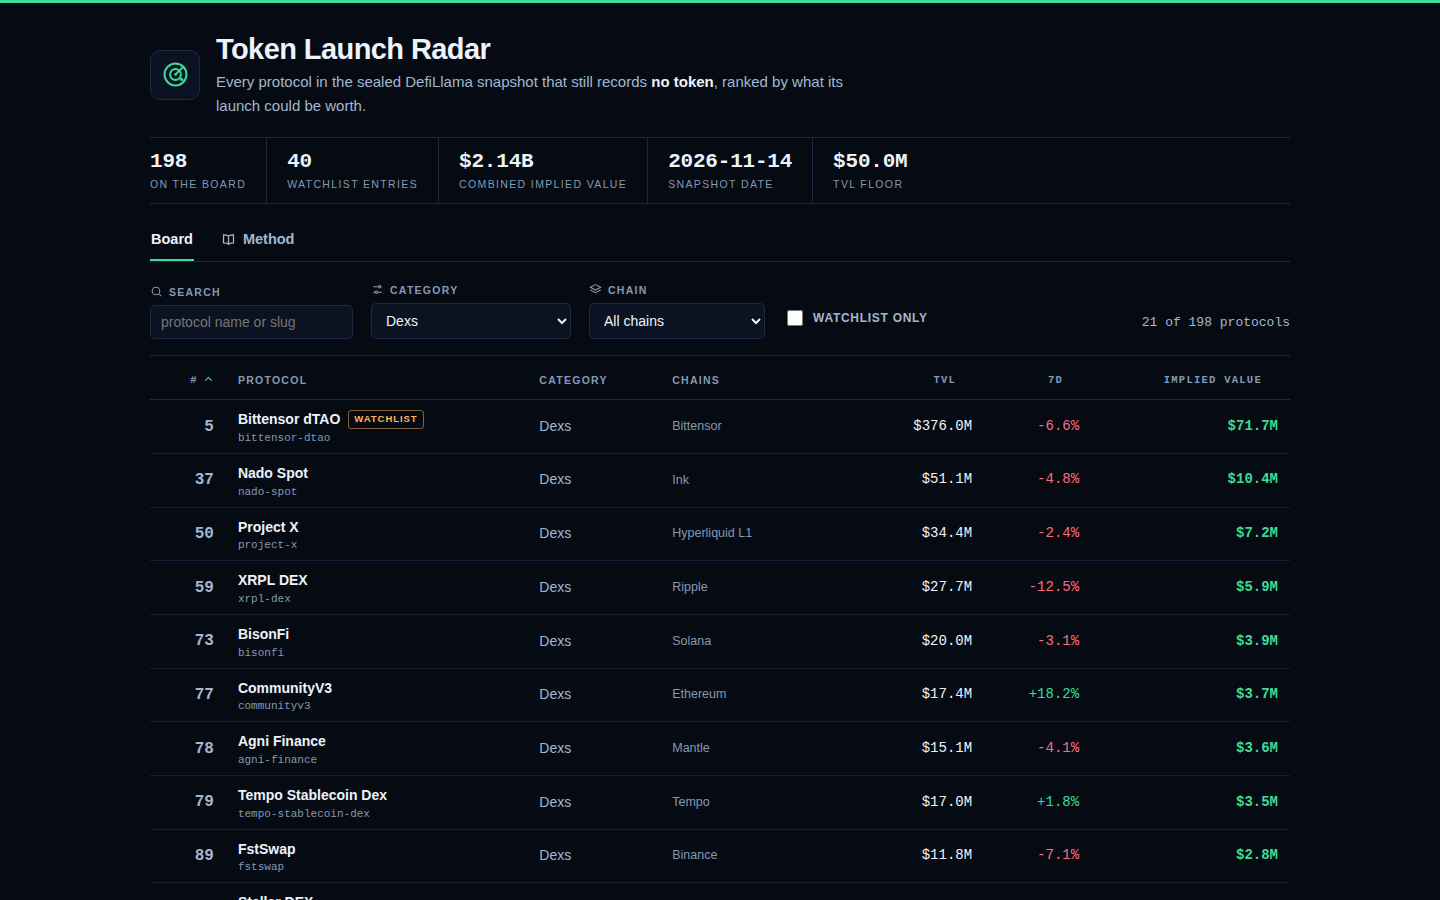 Token Launch Radar
Every protocol in the sealed DefiLlama snapshot that still records no token, ranked by what its
launch could be worth.
198
ON THE BOARD
40
WATCHLIST ENTRIES
$2.14B
COMBINED IMPLIED VALUE
2026-11-14
SNAPSHOT DATE
$50.0M
TVL FLOOR
Board
Method
SEARCH
protocol name or slug
CATEGORY
Dexs
CHAIN
All chains
WATCHLIST ONLY
21 of 198 protocols
# PROTOCOL CATEGORY CHAINS TVL 7D IMPLIED VALUE
5 Bittensor dTAO WATCHLIST Dexs Bittensor $376.0M -6.6% $71.7M
bittensor-dtao
37 Nado Spot Dexs Ink $51.1M -4.8% $10.4M
nado-spot
50 Project X Dexs Hyperliquid L1 $34.4M -2.4% $7.2M
project-x
59 XRPL DEX Dexs Ripple $27.7M -12.5% $5.9M
xrpl-dex
73 BisonFi Dexs Solana $20.0M -3.1% $3.9M
bisonfi
77 CommunityV3 Dexs Ethereum $17.4M +18.2% $3.7M
communityv3
78 Agni Finance Dexs Mantle $15.1M -4.1% $3.6M
agni-finance
79 Tempo Stablecoin Dex Dexs Tempo $17.0M +1.8% $3.5M
tempo-stablecoin-dex
89 FstSwap Dexs Binance $11.8M -7.1% $2.8M
fstswap